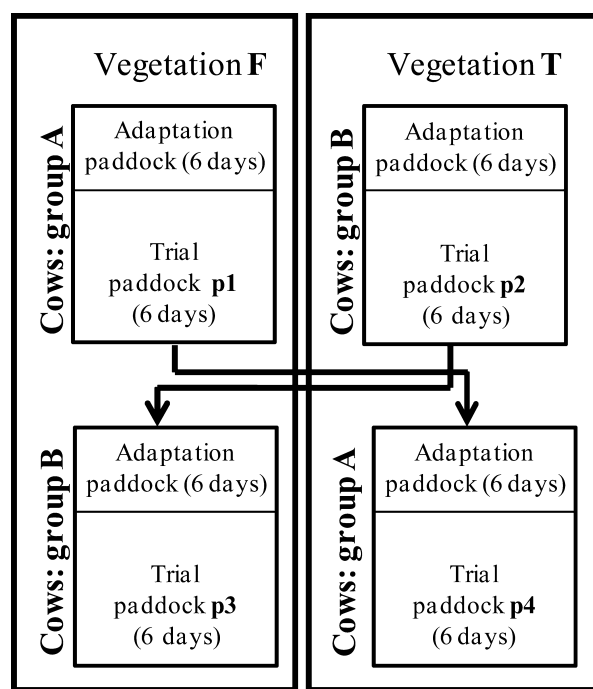 Vegetation F
Cows: group A
Adaptation
paddock (6 days)
Trial
paddock p1
(6 days)
Cows: group B
Adaptation
paddock (6 days)
Trial
paddock p3
(6 days)
Vegetation T
Cows: group B
Adaptation
paddock (6 days)
Trial
paddock p2
(6 days)
Cows: group A
Adaptation
paddock (6 days)
Trial
paddock p4
(6 days)